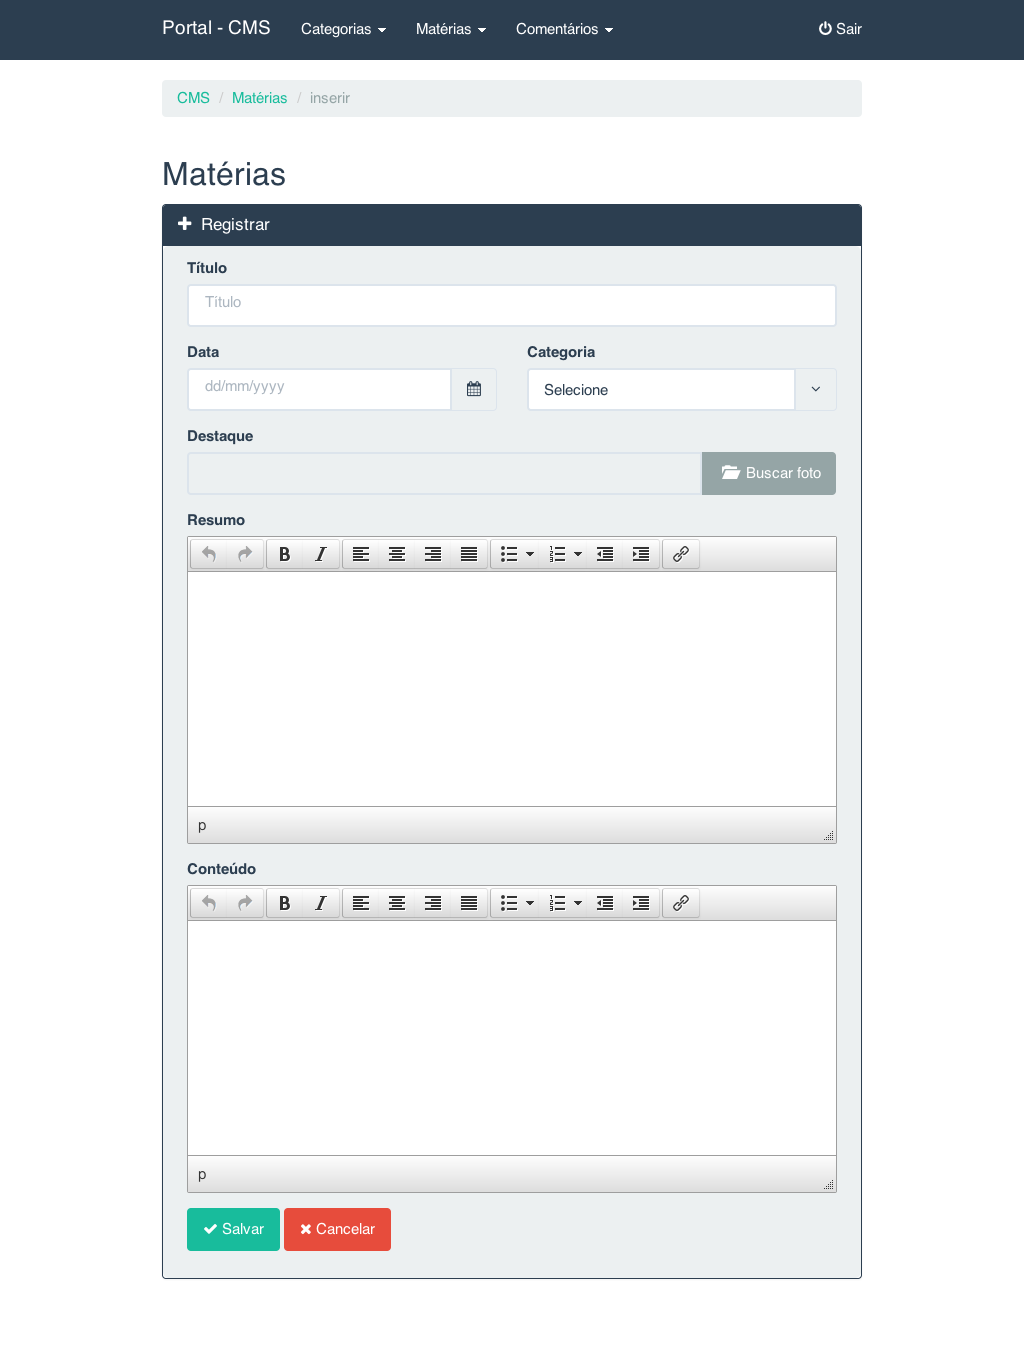 Portal - CMS Categorias Matérias Comentários Sair
CMS / Matérias / inserir
Matérias
Registrar
Título
Título
Data Categoria
dd/mm/yyyy Selecione
Destaque
Buscar foto
Resumo
B I
p
Conteúdo
B I
p
Salvar Cancelar